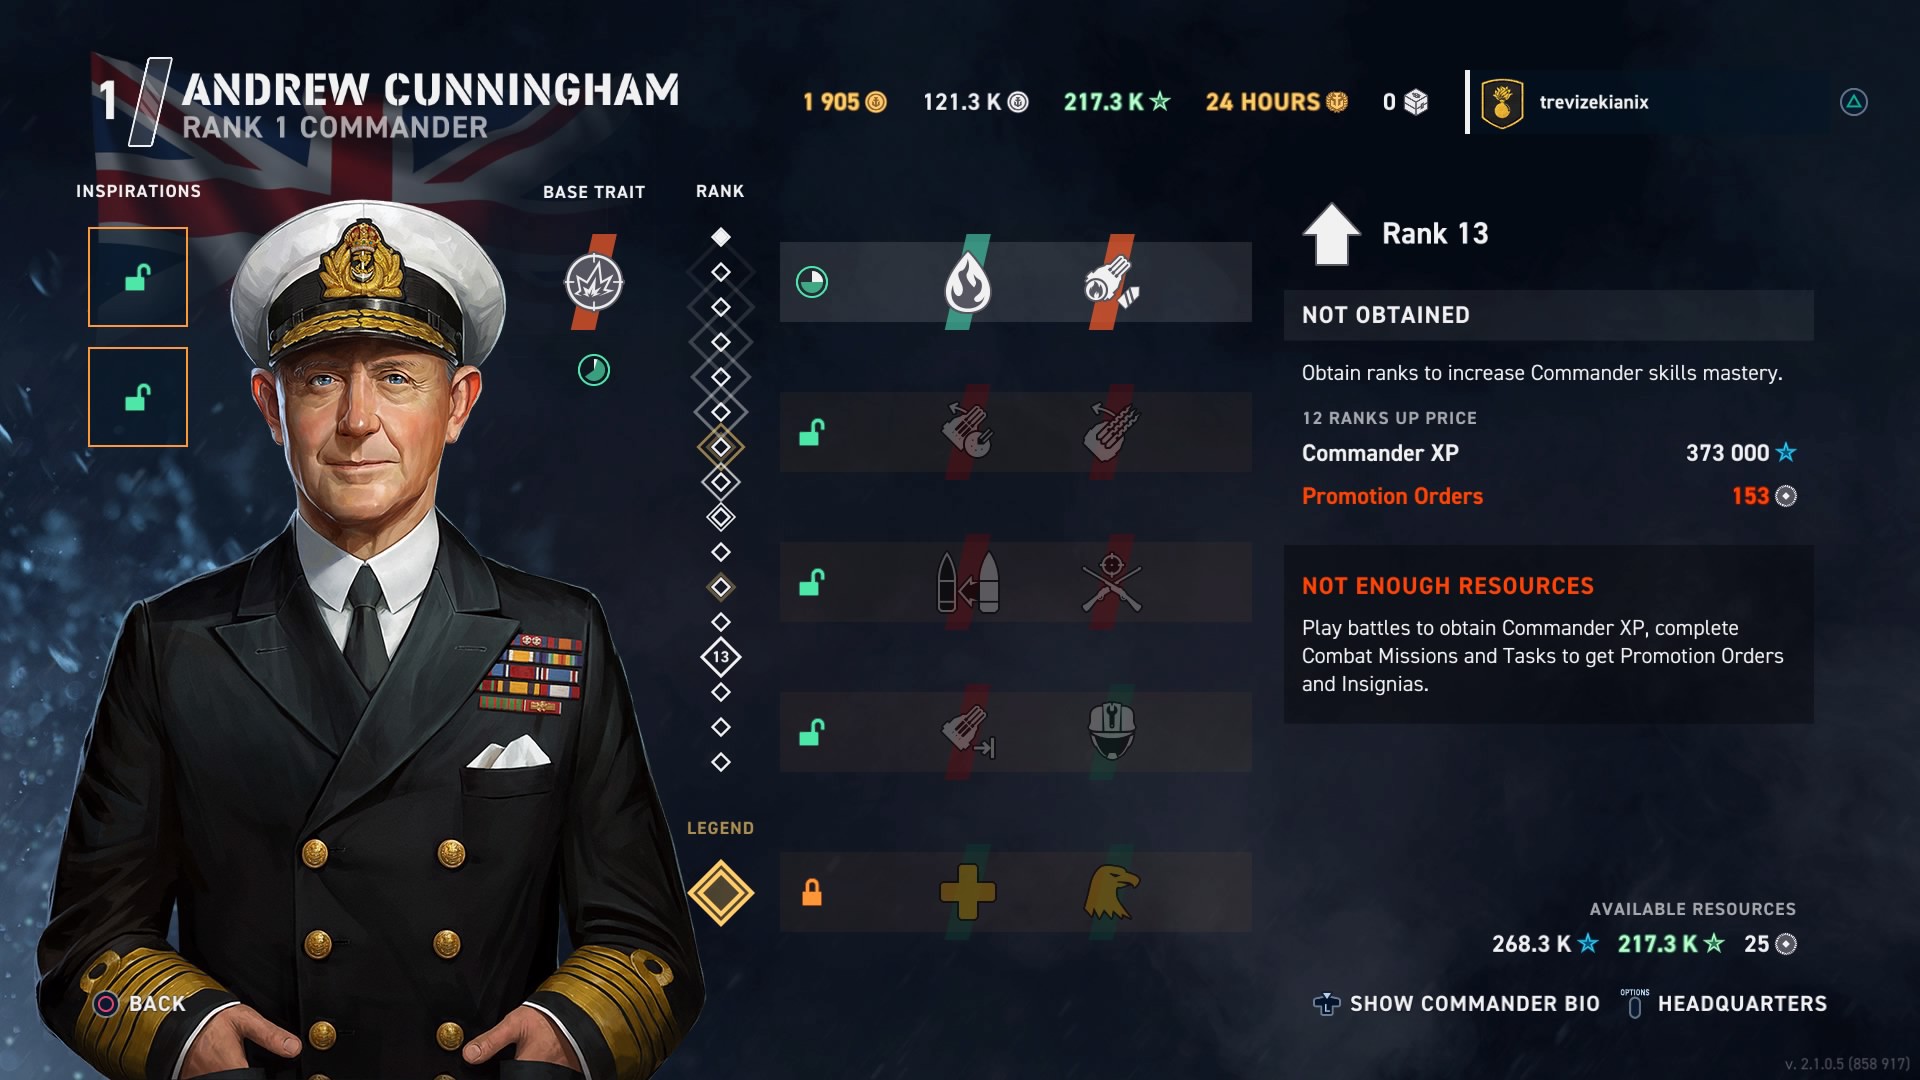 1
ANDREW CUNNINGHAM
RANK 1 COMMANDER
1 905
121.3 K
217.3 K
24 HOURS
0
trevizekianix
INSPIRATIONS
BASE TRAIT
RANK
13
LEGEND
Rank 13
NOT OBTAINED
Obtain ranks to increase Commander skills mastery.
12 RANKS UP PRICE
Commander XP 373 000
Promotion Orders 153
NOT ENOUGH RESOURCES
Play battles to obtain Commander XP, complete
Combat Missions and Tasks to get Promotion Orders
and Insignias.
AVAILABLE RESOURCES
268.3 K 217.3 K 25
BACK
L SHOW COMMANDER BIO
OPTIONS HEADQUARTERS
v. 2.1.0.5 (858 917)